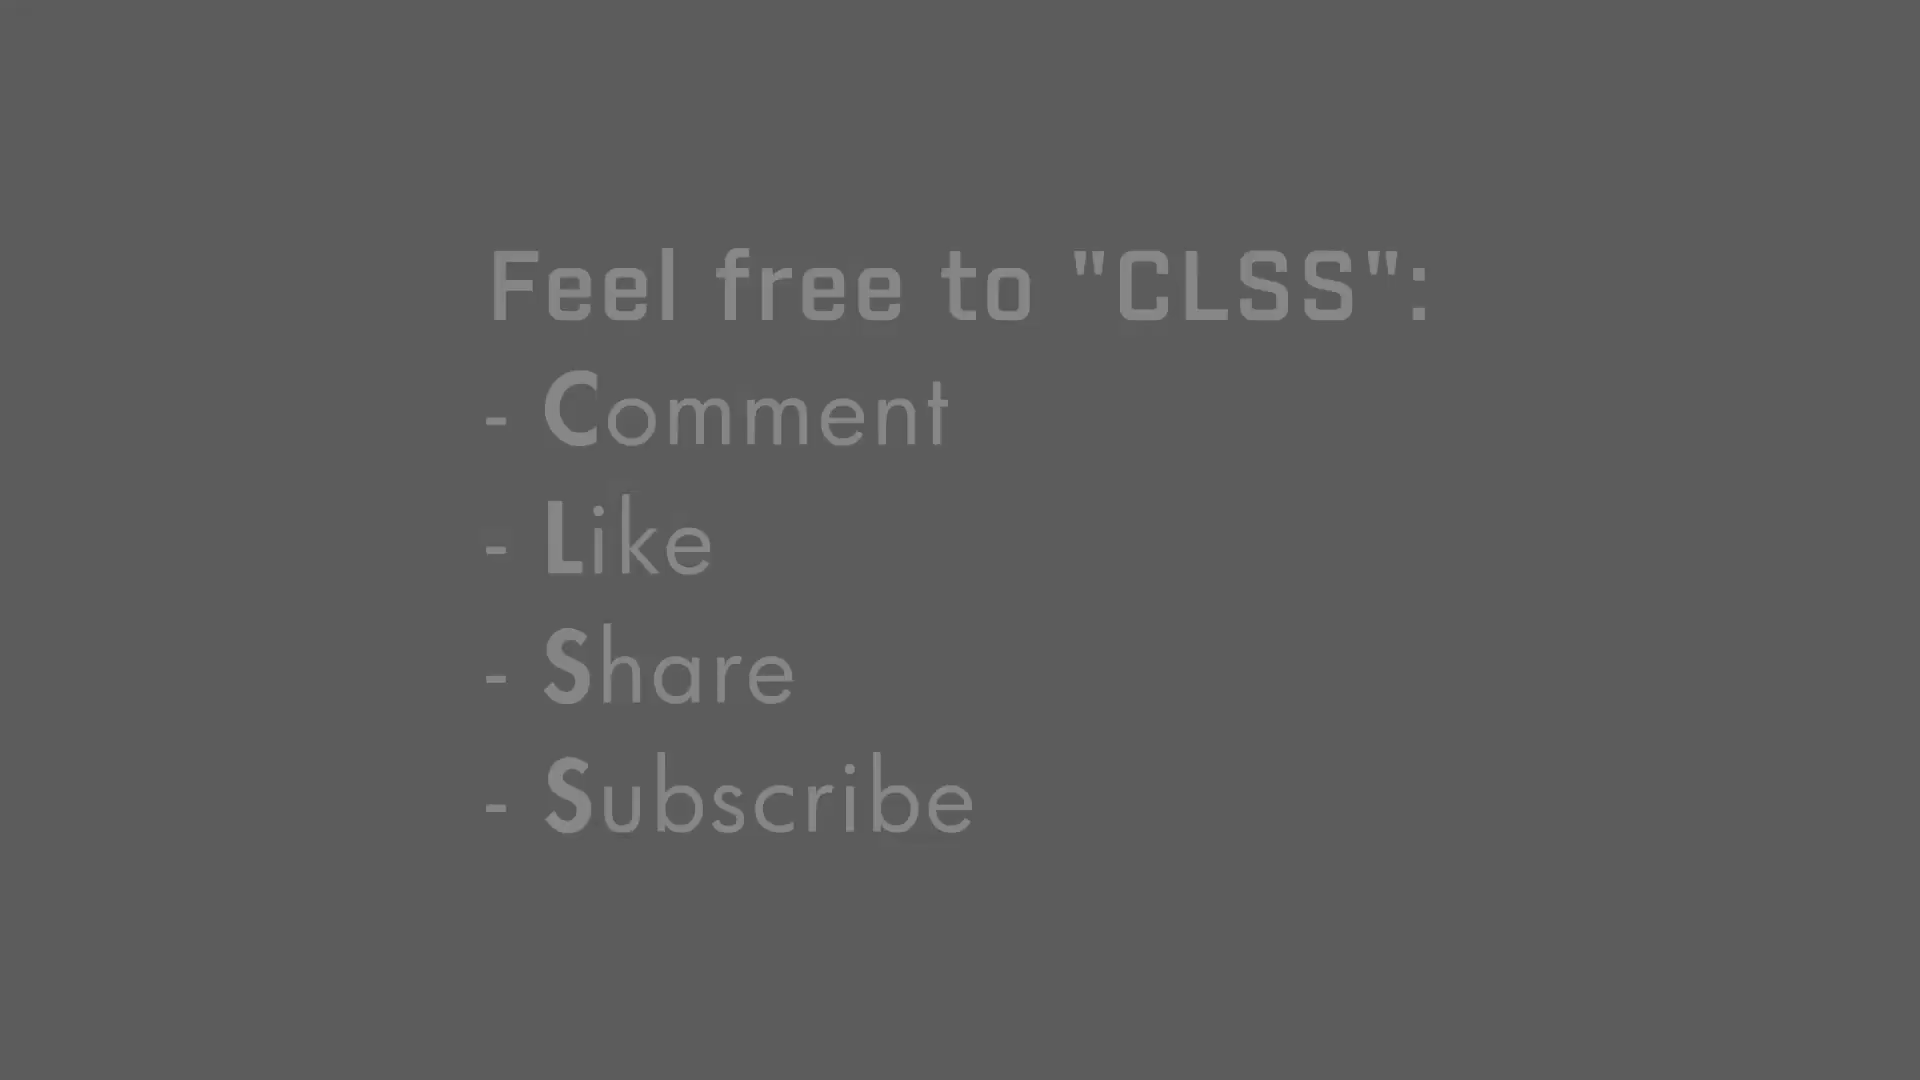 Feel free to "CLSS":
- Comment
- Like
- Share
- Subscribe